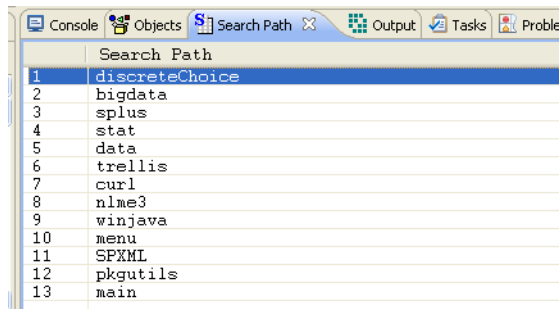 Console Objects Search Path Output Tasks Proble
Search Path
1 discreteChoice
2 bigdata
3 splus
4 stat
5 data
6 trellis
7 curl
8 nlme3
9 winjava
10 menu
11 SPXML
12 pkgutils
13 main